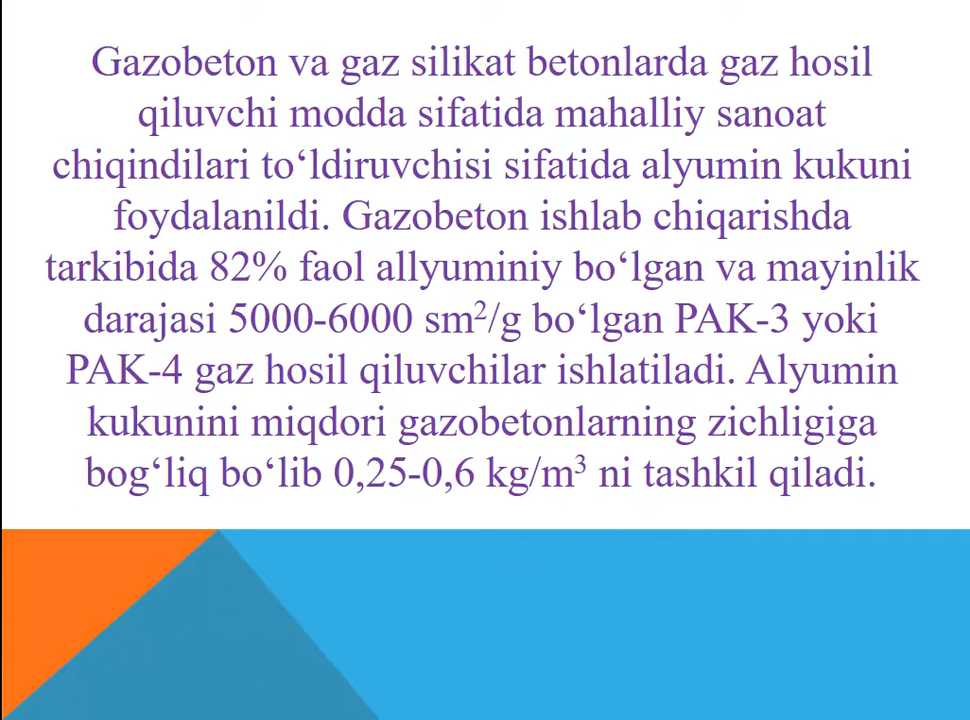 Gazobeton va gaz silikat betonlarda gaz hosil
qiluvchi modda sifatida mahalliy sanoat
chiqindilari to‘ldiruvchisi sifatida alyumin kukuni
foydalanildi. Gazobeton ishlab chiqarishda
tarkibida 82% faol allyuminiy bo‘lgan va mayinlik
darajasi 5000-6000 sm²/g bo‘lgan PAK-3 yoki
PAK-4 gaz hosil qiluvchilar ishlatiladi. Alyumin
kukunini miqdori gazobetonlarning zichligiga
bog‘liq bo‘lib 0,25-0,6 kg/m³ ni tashkil qiladi.